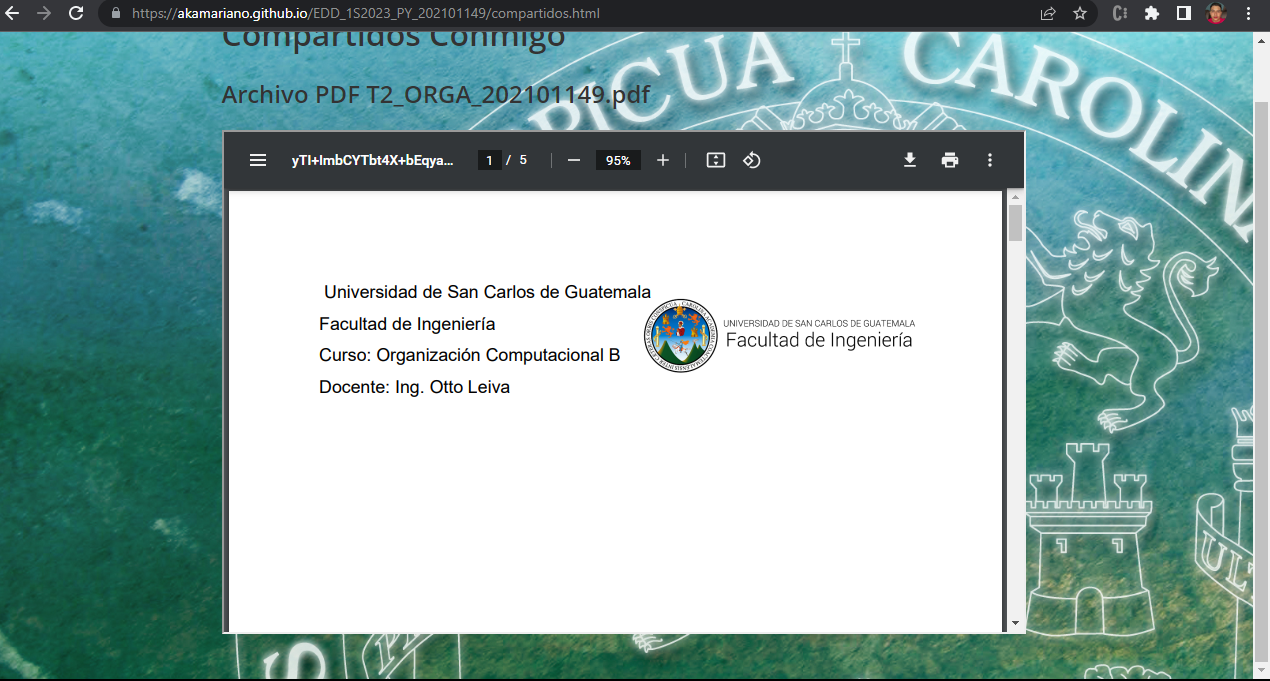 https://akamariano.github.io/EDD_1S2023_PY_202101149/compartidos.html
Compartidos Conmigo
Archivo PDF T2_ORGA_202101149.pdf
PICUA CAROLINA
yTI+ImbCYTbt4X+bEqya... 1 / 5 95%
Universidad de San Carlos de Guatemala
Facultad de Ingeniería
Curso: Organización Computacional B
Docente: Ing. Otto Leiva
UNIVERSIDAD DE SAN CARLOS DE GUATEMALA
Facultad de Ingeniería
ULT